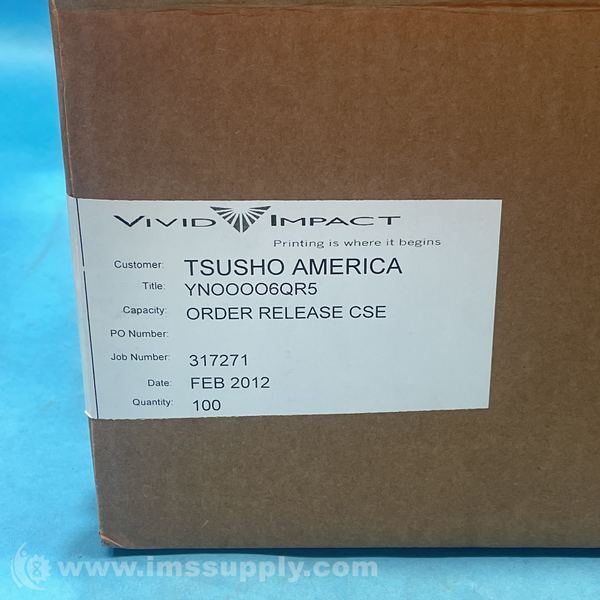 VIVID IMPACT
Printing is where it begins
Customer: TSUSHO AMERICA
Title: YNOOOO6QR5
Capacity: ORDER RELEASE CSE
PO Number:
Job Number: 317271
Date: FEB 2012
Quantity: 100
www.imssupply.com